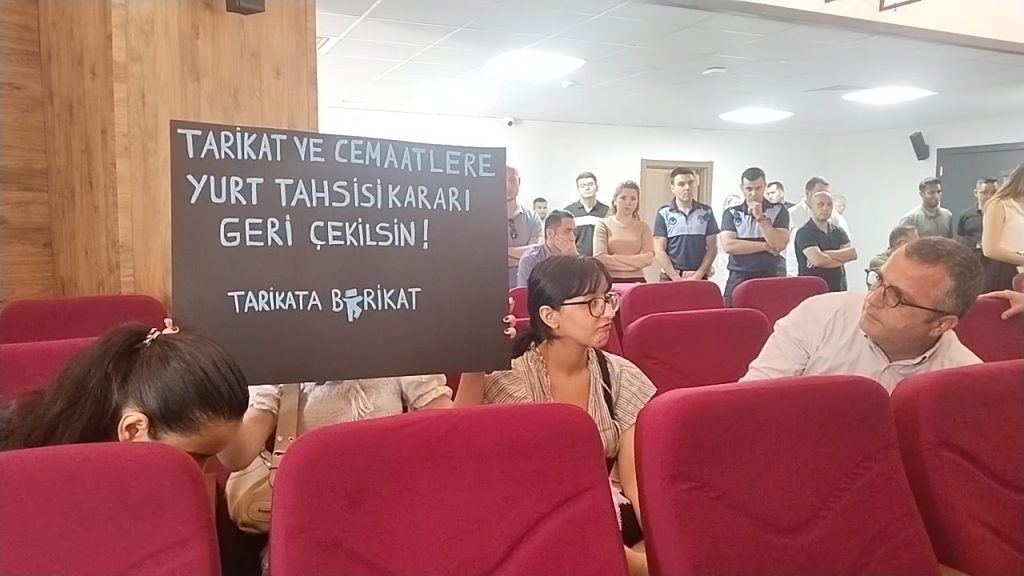 TARİKAT VE CEMAATLERE
YURT TAHSİSİ KARARI
GERİ ÇEKİLSİN!
TARİKATA BARİKAT